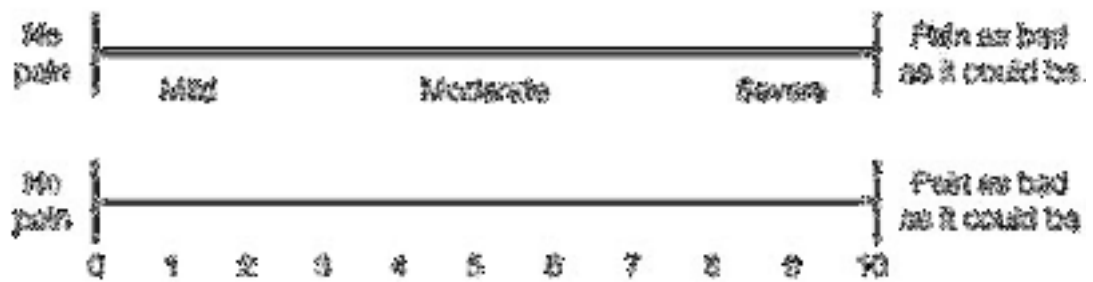 No
pain
Pain as bad
as it could be.
Mild Moderate Severe
No
pain
Pain as bad
as it could be
0 1 2 3 4 5 6 7 8 9 10